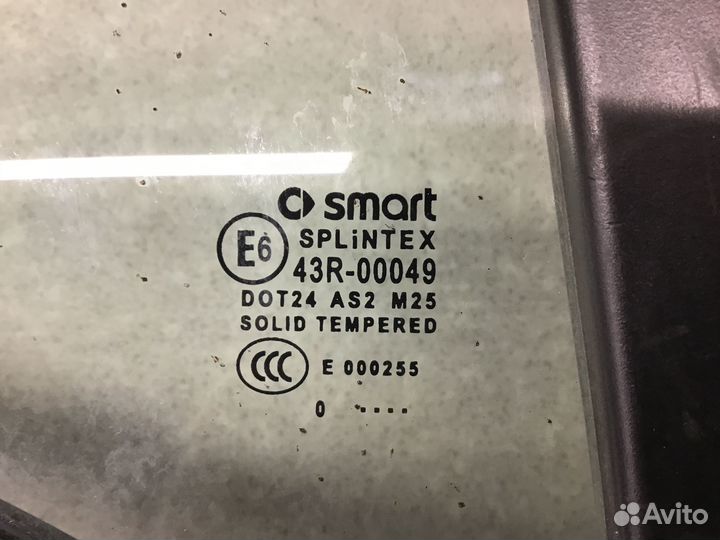 smart
SPLiNTEX
E6 43R-00049
DOT24 AS2 M25
SOLID TEMPERED
CCC E 000255
0 ....
Avito